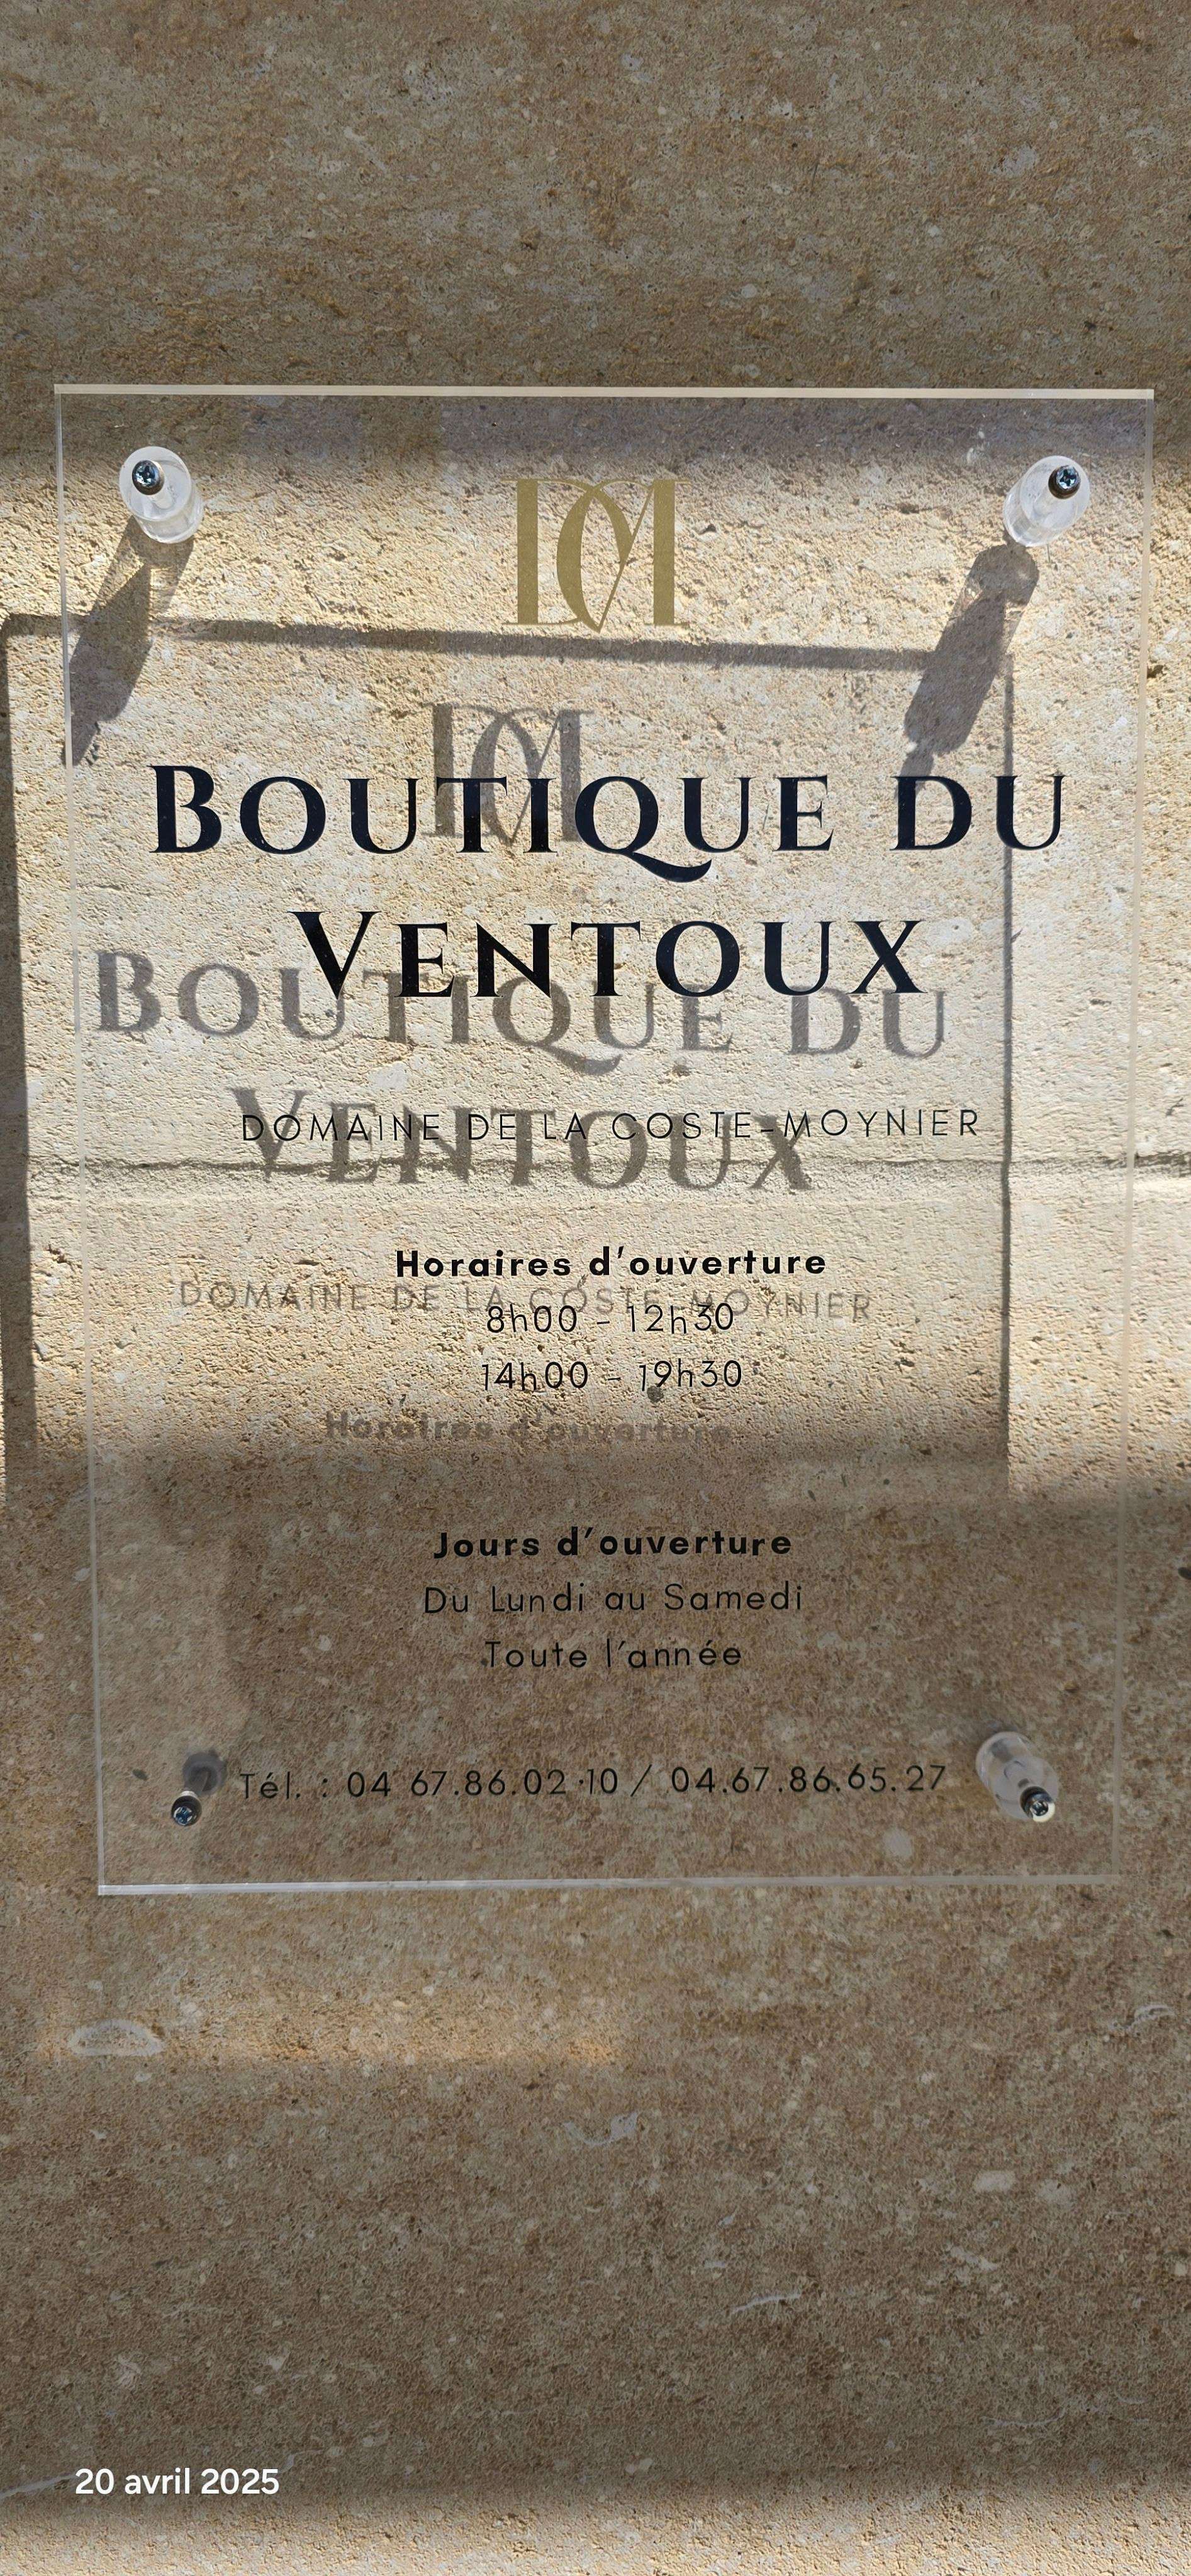 BOUTIQUE DU
VENTOUX
DOMAINE DE LA COSTE-MOYNIER
Horaires d'ouverture
8h00 - 12h30
14h00 - 19h30
Jours d'ouverture
Du Lundi au Samedi
Toute l'année
Tél. : 04 67.86.02.10 / 04.67.86.65.27
20 avril 2025